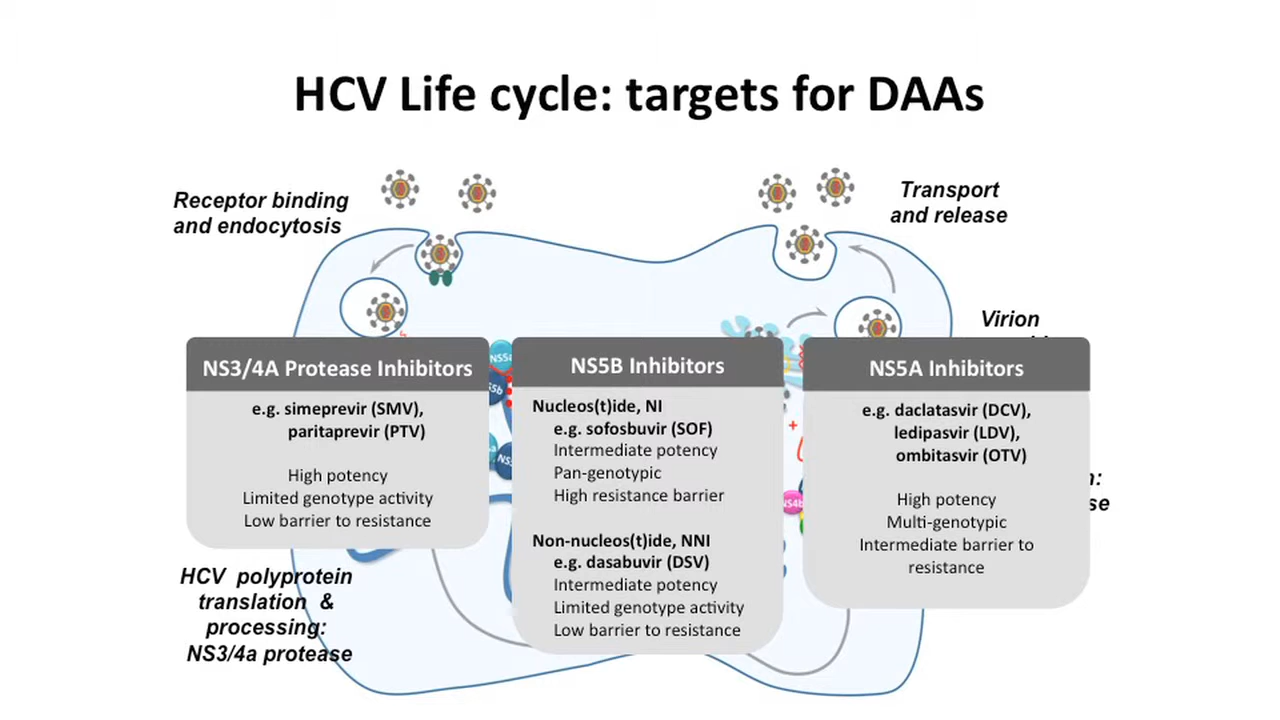 HCV Life cycle: targets for DAAs
Receptor binding
and endocytosis
Transport
and release
Virion
NS3/4A Protease Inhibitors
e.g. simeprevir (SMV),
paritaprevir (PTV)
High potency
Limited genotype activity
Low barrier to resistance
NS5B Inhibitors
Nucleos(t)ide, NI
e.g. sofosbuvir (SOF)
Intermediate potency
Pan-genotypic
High resistance barrier
Non-nucleos(t)ide, NNI
e.g. dasabuvir (DSV)
Intermediate potency
Limited genotype activity
Low barrier to resistance
NS5A Inhibitors
e.g. daclatasvir (DCV),
ledipasvir (LDV),
ombitasvir (OTV)
High potency
Multi-genotypic
Intermediate barrier to
resistance
HCV polyprotein
translation &
processing:
NS3/4a protease